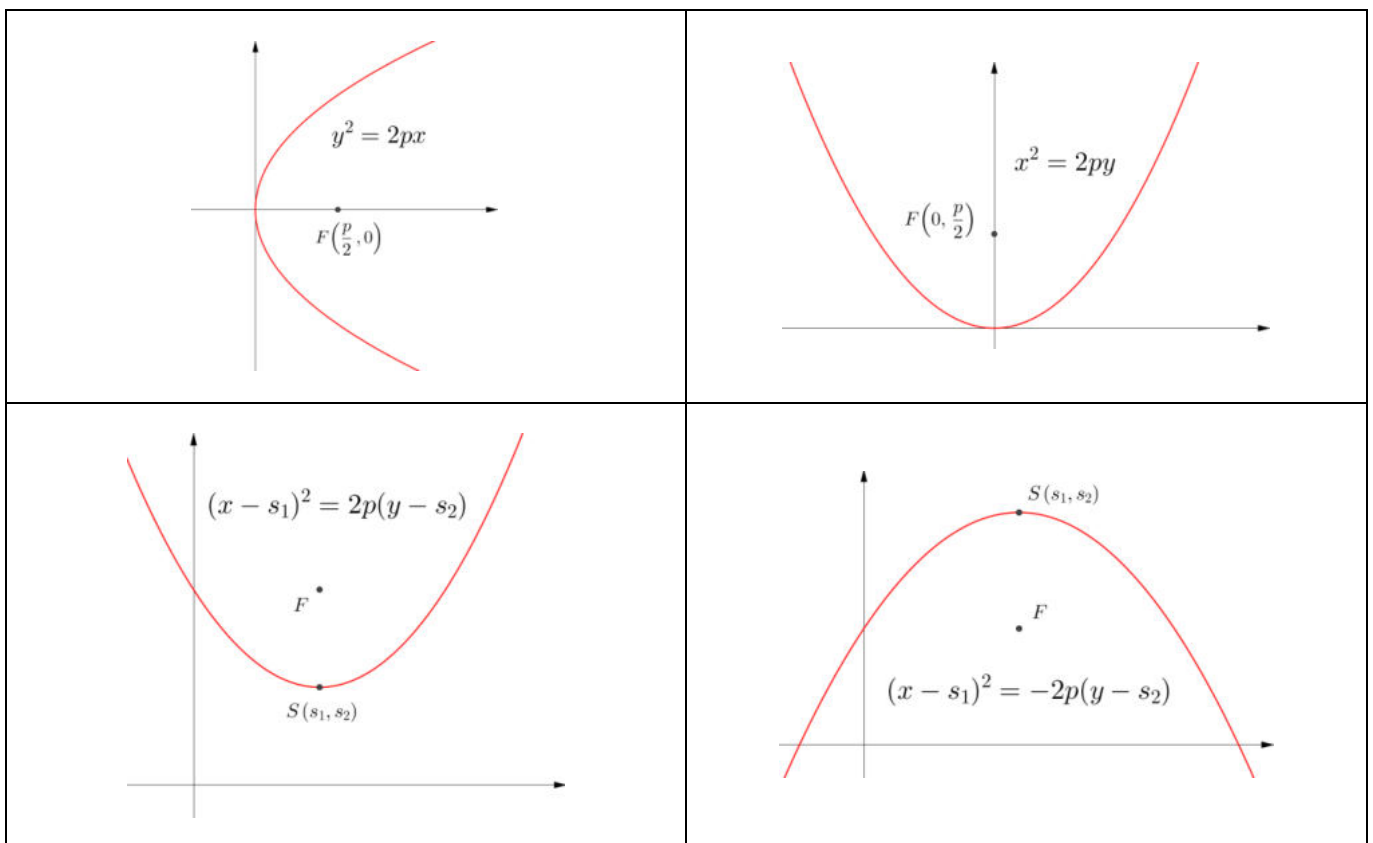 y² = 2px
F(p/2, 0)
x² = 2py
F(0, p/2)
(x − s₁)² = 2p(y − s₂)
F
S(s₁, s₂)
S(s₁, s₂)
F
(x − s₁)² = −2p(y − s₂)